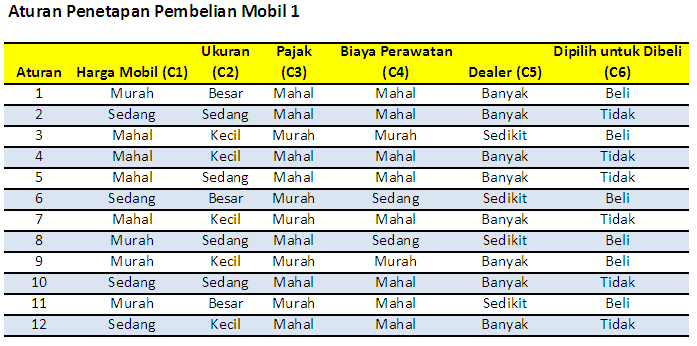 Aturan Penetapan Pembelian Mobil 1
Aturan Harga Mobil (C1) Ukuran (C2) Pajak (C3) Biaya Perawatan (C4) Dealer (C5) Dipilih untuk Dibeli (C6)
1 Murah Besar Mahal Mahal Banyak Beli
2 Sedang Sedang Mahal Mahal Banyak Tidak
3 Mahal Kecil Murah Murah Sedikit Beli
4 Mahal Kecil Mahal Mahal Banyak Tidak
5 Mahal Sedang Mahal Mahal Banyak Tidak
6 Sedang Besar Murah Sedang Sedikit Beli
7 Mahal Kecil Murah Mahal Banyak Tidak
8 Murah Sedang Mahal Sedang Sedikit Beli
9 Murah Kecil Murah Murah Banyak Beli
10 Sedang Sedang Mahal Mahal Banyak Tidak
11 Murah Besar Murah Mahal Sedikit Beli
12 Sedang Kecil Mahal Mahal Banyak Tidak